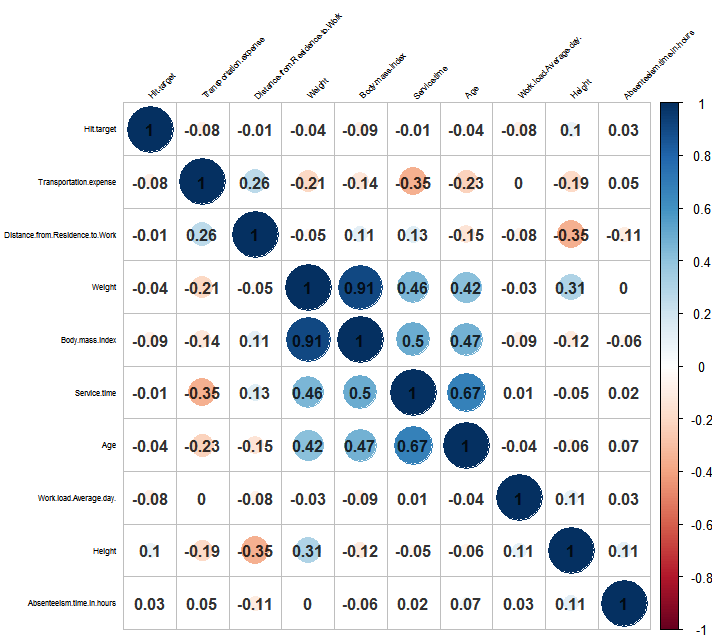 Hit.target Transportation.expense Distance.from.Residence.to.Work Weight Body.mass.index Service.time Age Work.load.Average.day. Height Absenteeism.time.in.hours
Hit.target 1 -0.08 -0.01 -0.04 -0.09 -0.01 -0.04 -0.08 0.1 0.03
Transportation.expense -0.08 1 0.26 -0.21 -0.14 -0.35 -0.23 0 -0.19 0.05
Distance.from.Residence.to.Work -0.01 0.26 1 -0.05 0.11 0.13 -0.15 -0.08 -0.35 -0.11
Weight -0.04 -0.21 -0.05 1 0.91 0.46 0.42 -0.03 0.31 0
Body.mass.index -0.09 -0.14 0.11 0.91 1 0.5 0.47 -0.09 -0.12 -0.06
Service.time -0.01 -0.35 0.13 0.46 0.5 1 0.67 0.01 -0.05 0.02
Age -0.04 -0.23 -0.15 0.42 0.47 0.67 1 -0.04 -0.06 0.07
Work.load.Average.day. -0.08 0 -0.08 -0.03 -0.09 0.01 -0.04 1 0.11 0.03
Height 0.1 -0.19 -0.35 0.31 -0.12 -0.05 -0.06 0.11 1 0.11
Absenteeism.time.in.hours 0.03 0.05 -0.11 0 -0.06 0.02 0.07 0.03 0.11 1
1
0.8
0.6
0.4
0.2
0
-0.2
-0.4
-0.6
-0.8
-1